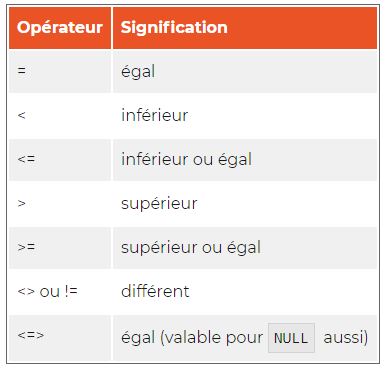 Opérateur Signification
= égal
< inférieur
<= inférieur ou égal
> supérieur
>= supérieur ou égal
<> ou != différent
<=> égal (valable pour NULL aussi)